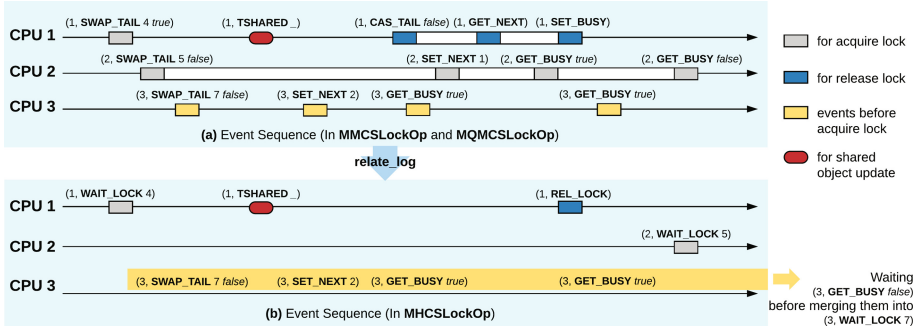 (1, SWAP_TAIL 4 true) (1, TSHARED _) (1, CAS_TAIL false) (1, GET_NEXT) (1, SET_BUSY)
CPU 1
(2, SWAP_TAIL 5 false) (2, SET_NEXT 1) (2, GET_BUSY true) (2, GET_BUSY false)
CPU 2
(3, SWAP_TAIL 7 false) (3, SET_NEXT 2) (3, GET_BUSY true) (3, GET_BUSY true)
CPU 3
(a) Event Sequence (In MMCSLockOp and MQMCSLockOp)
for acquire lock
for release lock
events before
acquire lock
for shared
object update
relate_log
(1, WAIT_LOCK 4) (1, TSHARED _) (1, REL_LOCK)
CPU 1
(2, WAIT_LOCK 5)
CPU 2
CPU 3 (3, SWAP_TAIL 7 false) (3, SET_NEXT 2) (3, GET_BUSY true) (3, GET_BUSY true)
(b) Event Sequence (In MHCSLockOp)
Waiting
(3, GET_BUSY false)
before merging them into
(3, WAIT_LOCK 7)